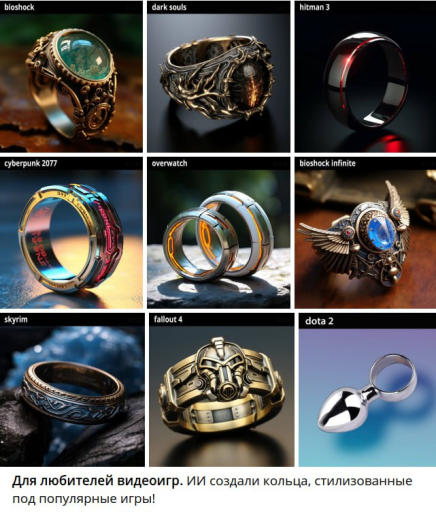 bioshock
dark souls
hitman 3
cyberpunk 2077
overwatch
bioshock infinite
skyrim
fallout 4
dota 2
Для любителей видеоигр. ИИ создали кольца, стилизованные
под популярные игры!